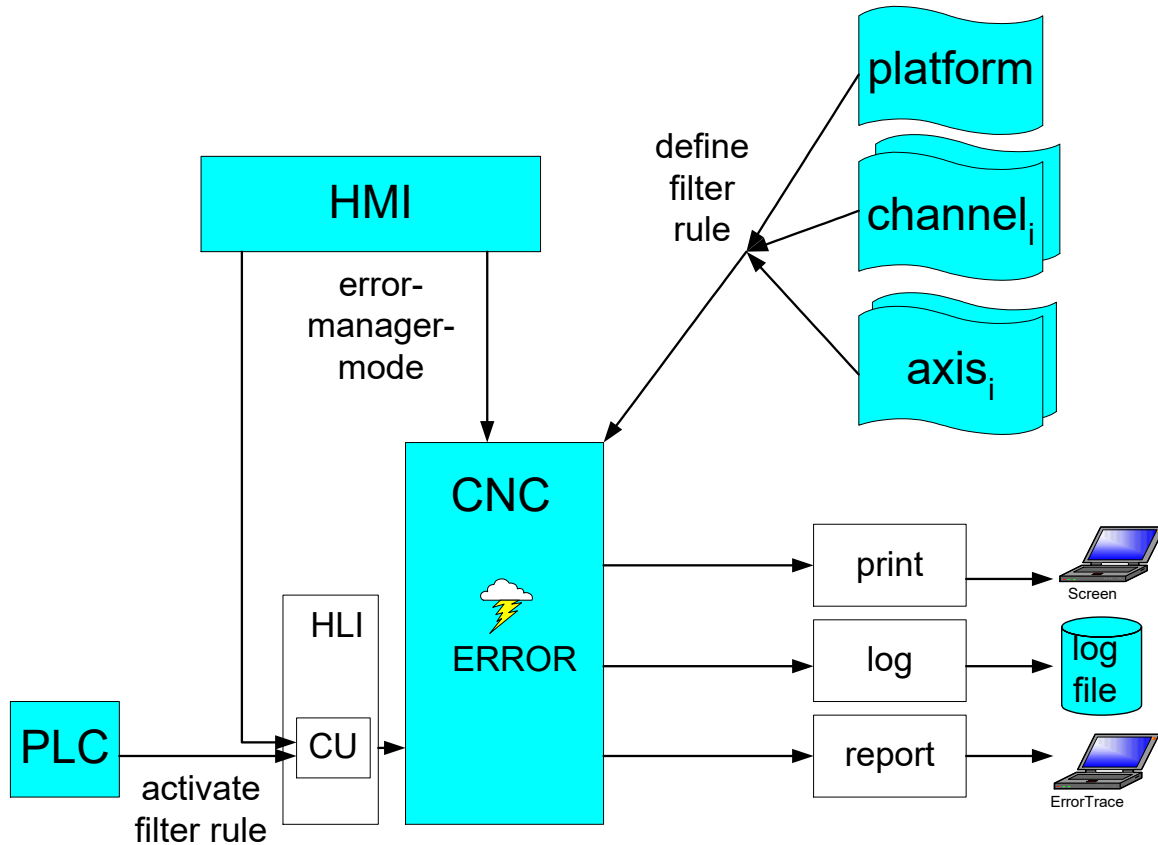 platform
define
filter
rule
HMI
channelᵢ
error-
manager-
mode
axisᵢ
CNC
print
Screen
HLI
ERROR
log
log
file
PLC
CU
report
activate
filter rule
ErrorTrace